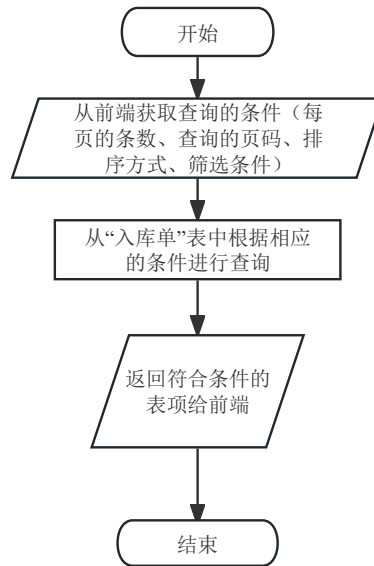 开始
从前端获取查询的条件（每
页的条数、查询的页码、排
序方式、筛选条件）
从“入库单”表中根据相应
的条件进行查询
返回符合条件的
表项给前端
结束